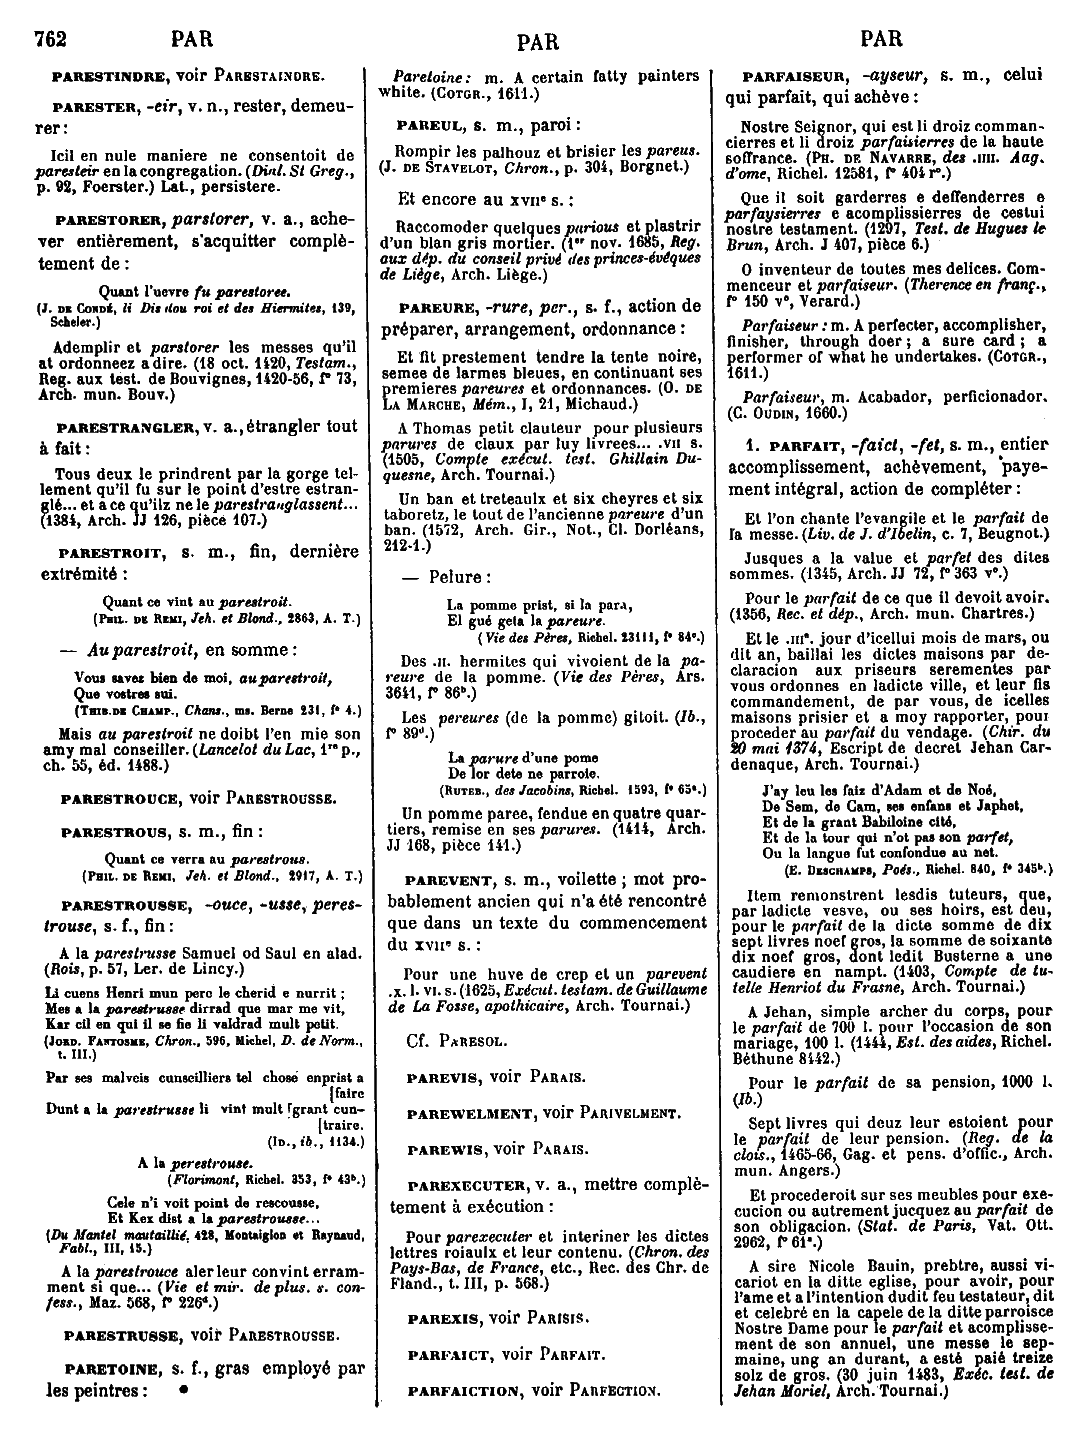 762 PAR PAR PAR
PARESTINDRE, voir PARESTAINDRE.
PARESTER, -eir, v. n., rester, demeu-
rer :
Icil en nule maniere ne consentoit de
paresteir en la congregation. (Dial. St Greg.,
p. 92, Foerster.) Lat., persistere.
PARESTORER, parstorer, v. a., ache-
ver entièrement, s'acquitter complè-
tement de :
Quant l'uevre fu parestoree.
(J. DE CONDÉ, li Dis dou roi et des Hiermites, 139,
Scheler.)
Ademplir et parstorer les messes qu'il
at ordonneez a dire. (18 oct. 1420, Testam.,
Reg. aux test. de Bouvignes, 1420-56, f° 73,
Arch. mun. Bouv.)
PARESTRANGLER, v. a., étrangler tout
à fait :
Tous deux le prindrent par la gorge tel-
lement qu'il fu sur le point d'estre estran-
glé... et a ce qu'ilz ne le parestranglassent...
(1384, Arch. JJ 126, pièce 107.)
PARESTROIT, s. m., fin, dernière
extrémité :
Quant ce vint au parestroit.
(PHIL. DE REMI, Jeh. et Blond., 2863, A. T.)
— Au parestroit, en somme :
Vous savez bien de moi, au parestroit,
Que vostres sui.
(THIB. DE CHAMP., Chans., ms. Berne 231, f° 4.)
Mais au parestroit ne doibt l'en mie son
amy mal conseiller. (Lancelot du Lac, 1re p.,
ch. 55, éd. 1488.)
PARESTROUCE, voir PARESTROUSSE.
PARESTROUS, s. m., fin :
Quant ce verra au parestrous.
(PHIL. DE REMI, Jeh. et Blond., 2917, A. T.)
PARESTROUSSE, -ouce, -usse, peres-
trouse, s. f., fin :
A la parestrusse Samuel od Saul en alad.
(Rois, p. 57, Ler. de Lincy.)
Li cuens Henri mun pere le cherid e nurrit ;
Mes a la parestrusse dirrad que mar me vit,
Kar cil en qui il se fie li valdrad mult petit.
(JORD. FANTOSME, Chron., 596, Michel, D. de Norm.,
t. III.)
Par ses malveis cunseilliers tel chose enprist a
[faire
Dunt a la parestrusse li vint mult grant cun-
[traire.
(ID., ib., 1134.)
A la perestrouse.
(Florimont, Richel. 353, f° 43b.)
Cele n'i voit point de rescousse,
Et Kex dist a la parestrousse...
(Du Mantel mautaillié, 428, Montaiglon et Raynaud,
Fabl., III, 15.)
A la parestrouce aler leur convint erram-
ment si que... (Vie et mir. de plus. s. con-
fess., Maz. 568, f° 226d.)
PARESTRUSSE, voir PARESTROUSSE.
PARETOINE, s. f., gras employé par
les peintres :
Paretoine : m. A certain fatty painters
white. (COTGR., 1611.)
PAREUL, s. m., paroi :
Rompir les palhouz et brisier les pareus.
(J. DE STAVELOT, Chron., p. 304, Borgnet.)
Et encore au XVIIe s. :
Raccomoder quelques parious et plastrir
d'un blan gris mortier. (1er nov. 1685, Reg.
aux dép. du conseil privé des princes-évêques
de Liège, Arch. Liège.)
PAREURE, -rure, per., s. f., action de
préparer, arrangement, ordonnance :
Et fit prestement tendre la tente noire,
semee de larmes bleues, en continuant ses
premieres pareures et ordonnances. (O. DE
LA MARCHE, Mém., I, 21, Michaud.)
A Thomas petit clauteur pour plusieurs
parures de claux par luy livrees... .VII s.
(1505, Compte exécut. test. Ghillain Du-
quesne, Arch. Tournai.)
Un ban et treteaulx et six cheyres et six
taboretz, le tout de l'ancienne pareure d'un
ban. (1572, Arch. Gir., Not., Cl. Dorléans,
212-1.)
— Pelure :
La pomme prist, si la para,
El gué geta la pareure.
(Vie des Pères, Richel. 23111, f° 84a.)
Des .II. hermites qui vivoient de la pa-
reure de la pomme. (Vie des Pères, Ars.
3641, f° 86b.)
Les pereures (de la pomme) gitoit. (Ib.,
f° 89d.)
La parure d'une pome
De lor dete ne parroie.
(RUTEB., des Jacobins, Richel. 1593, f° 65a.)
Un pomme paree, fendue en quatre quar-
tiers, remise en ses parures. (1414, Arch.
JJ 168, pièce 141.)
PAREVENT, s. m., voilette ; mot pro-
bablement ancien qui n'a été rencontré
que dans un texte du commencement
du XVIIe s. :
Pour une huve de crep et un parevent
.x. l. VI. s. (1625, Exécut. testam. de Guillaume
de La Fosse, apothicaire, Arch. Tournai.)
Cf. PARESOL.
PAREVIS, voir PARAIS.
PAREWELMENT, voir PARIVELMENT.
PAREWIS, voir PARAIS.
PAREXECUTER, v. a., mettre complè-
tement à exécution :
Pour parexecuter et interiner les dictes
lettres roiaulx et leur contenu. (Chron. des
Pays-Bas, de France, etc., Rec. des Chr. de
Fland., t. III, p. 568.)
PAREXIS, voir PARISIS.
PARFAICT, voir PARFAIT.
PARFAICTION, voir PARFECTION.
PARFAISEUR, -ayseur, s. m., celui
qui parfait, qui achève :
Nostre Seignor, qui est li droiz comman-
cierres et li droiz parfaisierres de la haute
soffrance. (PH. DE NAVARRE, des .IIII. Aag.
d'ome, Richel. 12581, f° 404 r°.)
Que il soit garderres e deffenderres e
parfaysierres e acomplissierres de cestui
nostre testament. (1297, Test. de Hugues le
Brun, Arch. J 407, pièce 6.)
O inventeur de toutes mes delices. Com-
menceur et parfaiseur. (Therence en franç.,
f° 150 v°, Verard.)
Parfaiseur : m. A perfecter, accomplisher,
finisher, through doer ; a sure card ; a
performer of what he undertakes. (COTGR.,
1611.)
Parfaiseur, m. Acabador, perficionador.
(C. OUDIN, 1660.)
1. PARFAIT, -faict, -fet, s. m., entier
accomplissement, achèvement, paye-
ment intégral, action de compléter :
Et l'on chante l'evangile et le parfait de
la messe. (Liv. de J. d'Ibelin, c. 7, Beugnot.)
Jusques a la value et parfet des dites
sommes. (1345, Arch. JJ 72, f° 363 v°.)
Pour le parfait de ce que il devoit avoir.
(1356, Rec. et dép., Arch. mun. Chartres.)
Et le .IIIe. jour d'icellui mois de mars, ou
dit an, baillai les dictes maisons par de-
claracion aux priseurs serementes par
vous ordonnes en ladicte ville, et leur fis
commandement, de par vous, de icelles
maisons prisier et a moy rapporter, pour
proceder au parfait du vendage. (Chir. du
20 mai 1374, Escript de decret Jehan Car-
denaque, Arch. Tournai.)
J'ay leu les faiz d'Adam et de Noé,
De Sem, de Cam, ses enfans et Japhet,
Et de la grant Babiloine cité,
Et de la tour qui n'ot pas son parfet,
Ou la langue fut confondue au net.
(E. DESCHAMPS, Poés., Richel. 840, f° 345b.)
Item remonstrent lesdis tuteurs, que,
par ladicte vesve, ou ses hoirs, est deu,
pour le parfait de la dicte somme de dix
sept livres noef gros, la somme de soixante
dix noef gros, dont ledit Busterne a une
caudiere en nampt. (1403, Compte de tu-
telle Henriot du Frasne, Arch. Tournai.)
A Jehan, simple archer du corps, pour
le parfait de 700 l. pour l'occasion de son
mariage, 100 l. (1444, Est. des aides, Richel.
Béthune 8442.)
Pour le parfait de sa pension, 1000 l.
(Ib.)
Sept livres qui deuz leur estoient pour
le parfait de leur pension. (Reg. de la
clois., 1465-66, Gag. et pens. d'offic., Arch.
mun. Angers.)
Et procederoit sur ses meubles pour exe-
cucion ou autrement jucquez au parfait de
son obligacion. (Stat. de Paris, Vat. Ott.
2962, f° 61a.)
A sire Nicole Bauin, prebtre, aussi vi-
cariot en la ditte eglise, pour avoir, pour
l'ame et a l'intention dudit feu testateur, dit
et celebré en la capele de la ditte parroisce
Nostre Dame pour le parfait et acomplisse-
ment de son annuel, une messe le sep-
maine, ung an durant, a esté paié treize
solz de gros. (30 juin 1483, Exéc. test. de
Jehan Moriel, Arch. Tournai.)